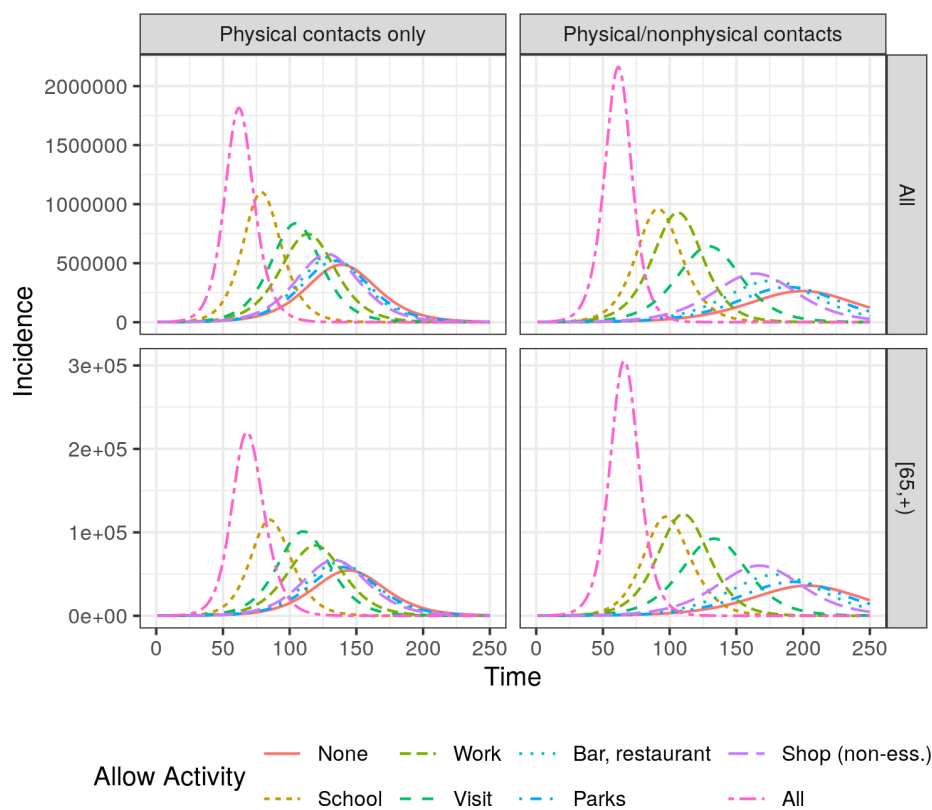 Physical contacts only
Physical/nonphysical contacts
2000000
1500000
1000000
500000
0
All
Incidence
3e+05
2e+05
1e+05
0e+00
[65,+)
0 50 100 150 200 250
0 50 100 150 200 250
Time
Allow Activity
None Work Bar, restaurant Shop (non-ess.)
School Visit Parks All